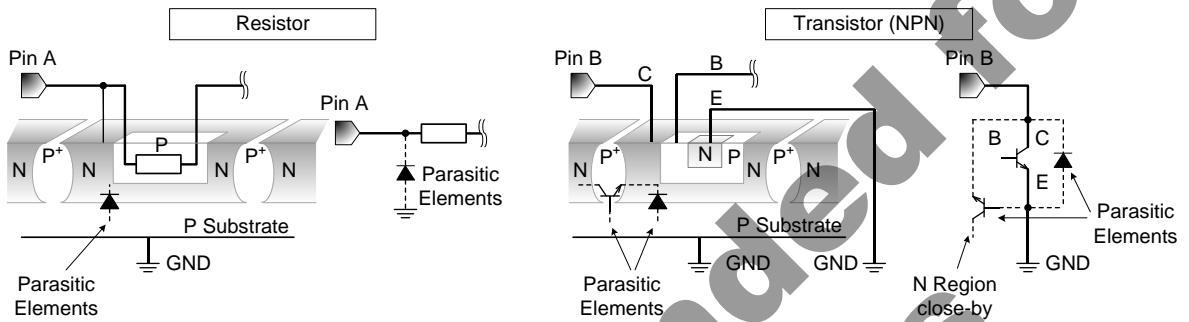 Resistor
Transistor (NPN)
Pin A
Pin A
N
P+
N
P
N
P+
N
Parasitic
Elements
P Substrate
GND
Parasitic
Elements
Pin B
C
B
E
N
P+
N
N
P
P+
N
N
P Substrate
GND
GND
Parasitic
Elements
Pin B
B
C
E
Parasitic
Elements
GND
N Region
close-by